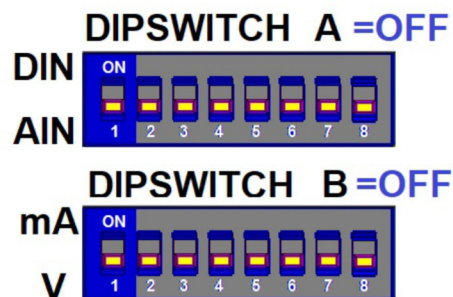 DIPSWITCH A =OFF
DIN ON
AIN 1 2 3 4 5 6 7 8
DIPSWITCH B =OFF
mA ON
V 1 2 3 4 5 6 7 8